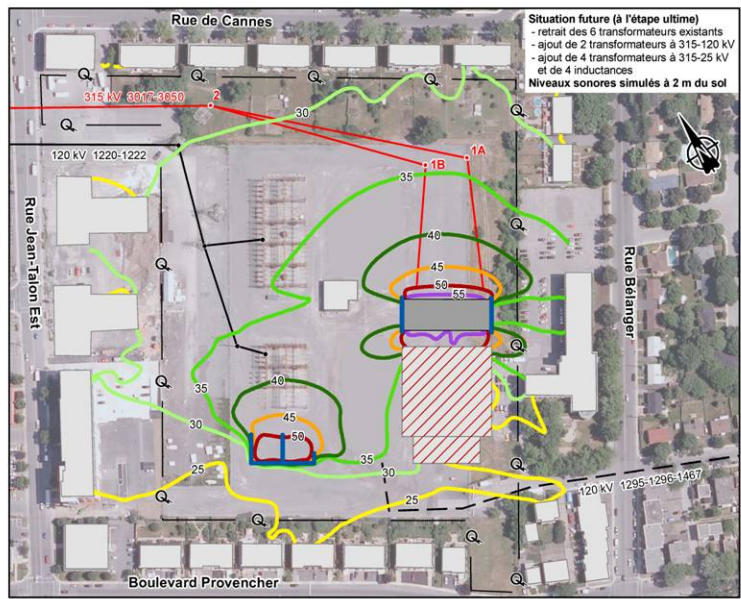 Rue de Cannes
Situation future (à l'étape ultime)
- retrait des 6 transformateurs existants
- ajout de 2 transformateurs à 315-120 kV
- ajout de 4 transformateurs à 315-25 kV
et de 4 inductances
Niveaux sonores simulés à 2 m du sol
315 kV 3017-3050
2
30
120 kV 1220-1222
1A
1B
35
40
45
50
55
Rue Jean-Talon Est
Rue Bélanger
35
40
45
50
30
35
30
25
25
120 kV 1295-1296-1467
Boulevard Provencher